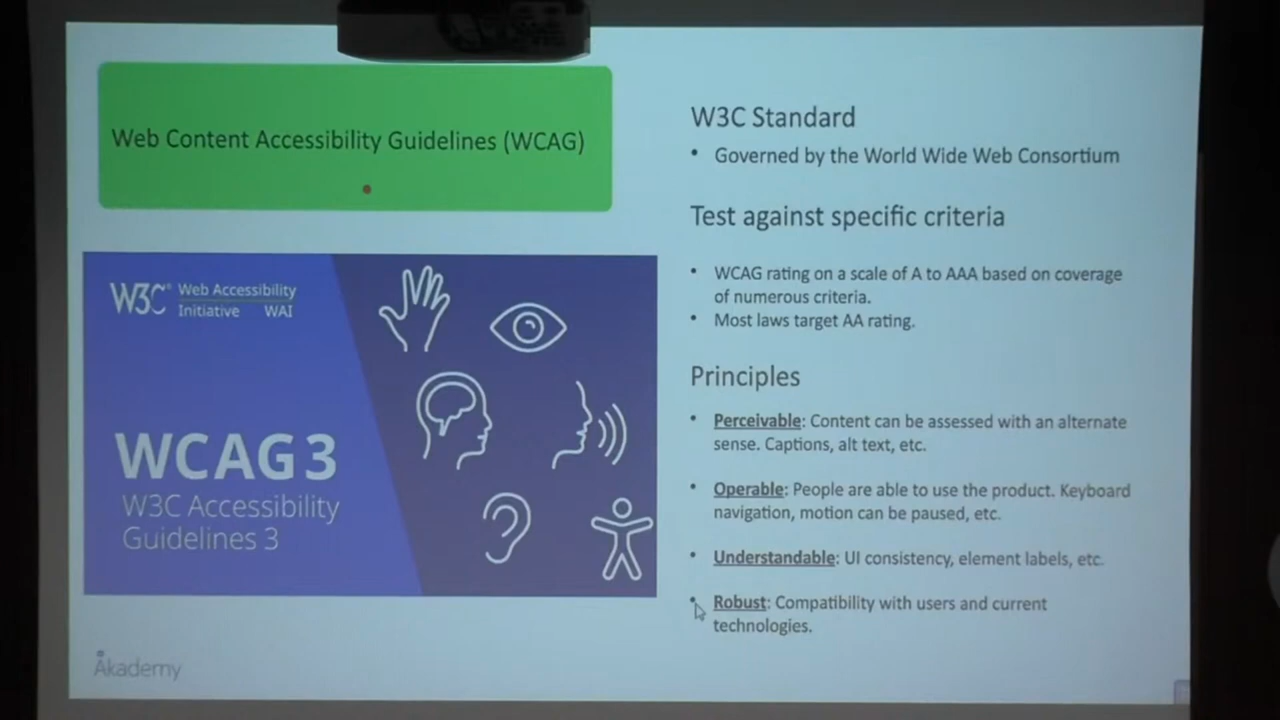 Web Content Accessibility Guidelines (WCAG)
W3C® Web Accessibility
Initiative WAI
WCAG 3
W3C Accessibility
Guidelines 3
Akademy
W3C Standard
• Governed by the World Wide Web Consortium
Test against specific criteria
• WCAG rating on a scale of A to AAA based on coverage
of numerous criteria.
• Most laws target AA rating.
Principles
• Perceivable: Content can be assessed with an alternate
sense. Captions, alt text, etc.
• Operable: People are able to use the product. Keyboard
navigation, motion can be paused, etc.
• Understandable: UI consistency, element labels, etc.
• Robust: Compatibility with users and current
technologies.